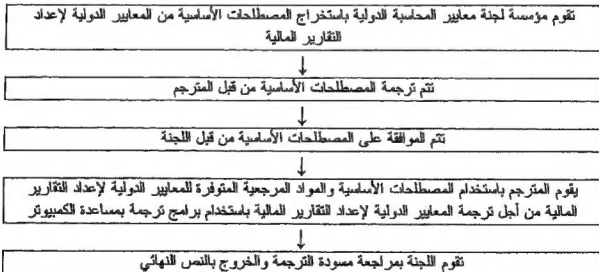 تقوم مؤسسة لجنة معايير المحاسبة الدولية باستخراج المصطلحات الأساسية من المعايير الدولية لإعداد
التقارير المالية
تتم ترجمة المصطلحات الأساسية من قبل المترجم
تتم الموافقة على المصطلحات الأساسية من قبل اللجنة
يقوم المترجم باستخدام المصطلحات الأساسية والمواد المرجعية المتوفرة للمعايير الدولية لإعداد التقارير
المالية من أجل ترجمة المعايير الدولية لإعداد التقارير المالية باستخدام برامج ترجمة بمساعدة الكمبيوتر
تقوم اللجنة بمراجعة مسودة الترجمة والخروج بالنص النهائي